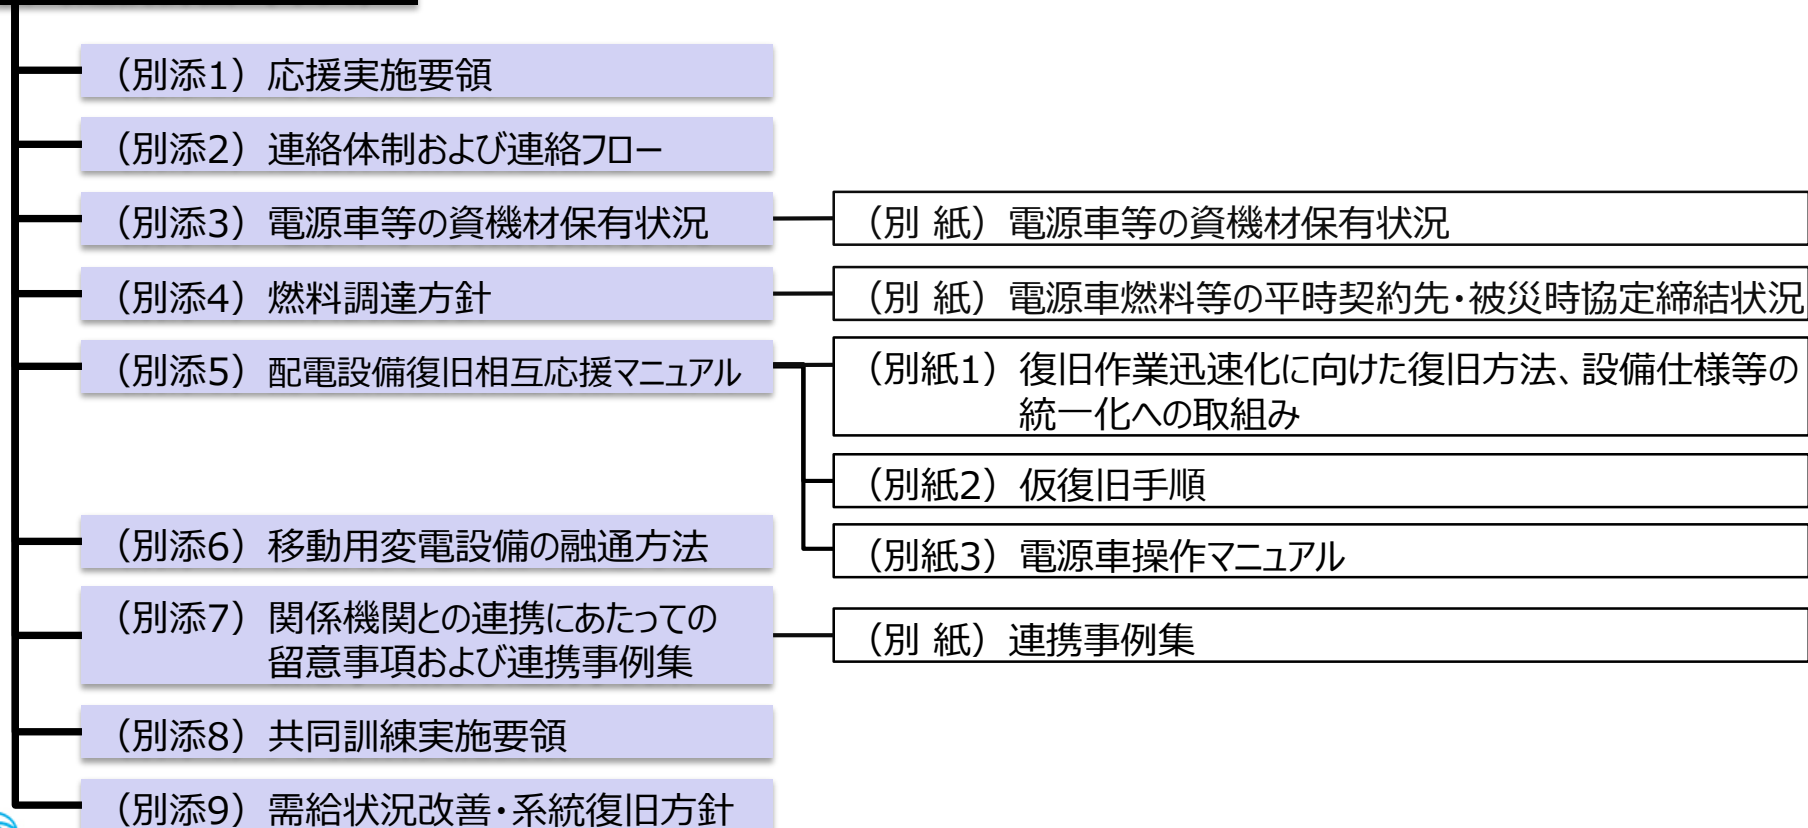 （別添1）応援実施要領
（別添2）連絡体制および連絡フロー
（別添3）電源車等の資機材保有状況
（別 紙）電源車等の資機材保有状況
（別添4）燃料調達方針
（別 紙）電源車燃料等の平時契約先・被災時協定締結状況
（別添5）配電設備復旧相互応援マニュアル
（別紙1）復旧作業迅速化に向けた復旧方法、設備仕様等の
統一化への取組み
（別紙2）仮復旧手順
（別紙3）電源車操作マニュアル
（別添6）移動用変電設備の融通方法
（別添7）関係機関との連携にあたっての
留意事項および連携事例集
（別 紙）連携事例集
（別添8）共同訓練実施要領
（別添9）需給状況改善・系統復旧方針